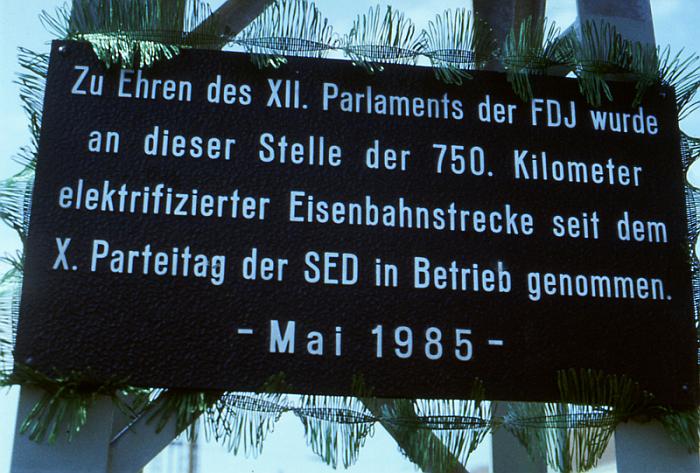 Zu Ehren des XII. Parlaments der FDJ wurde
an dieser Stelle der 750. Kilometer
elektrifizierter Eisenbahnstrecke seit dem
X. Parteitag der SED in Betrieb genommen.
- Mai 1985 -